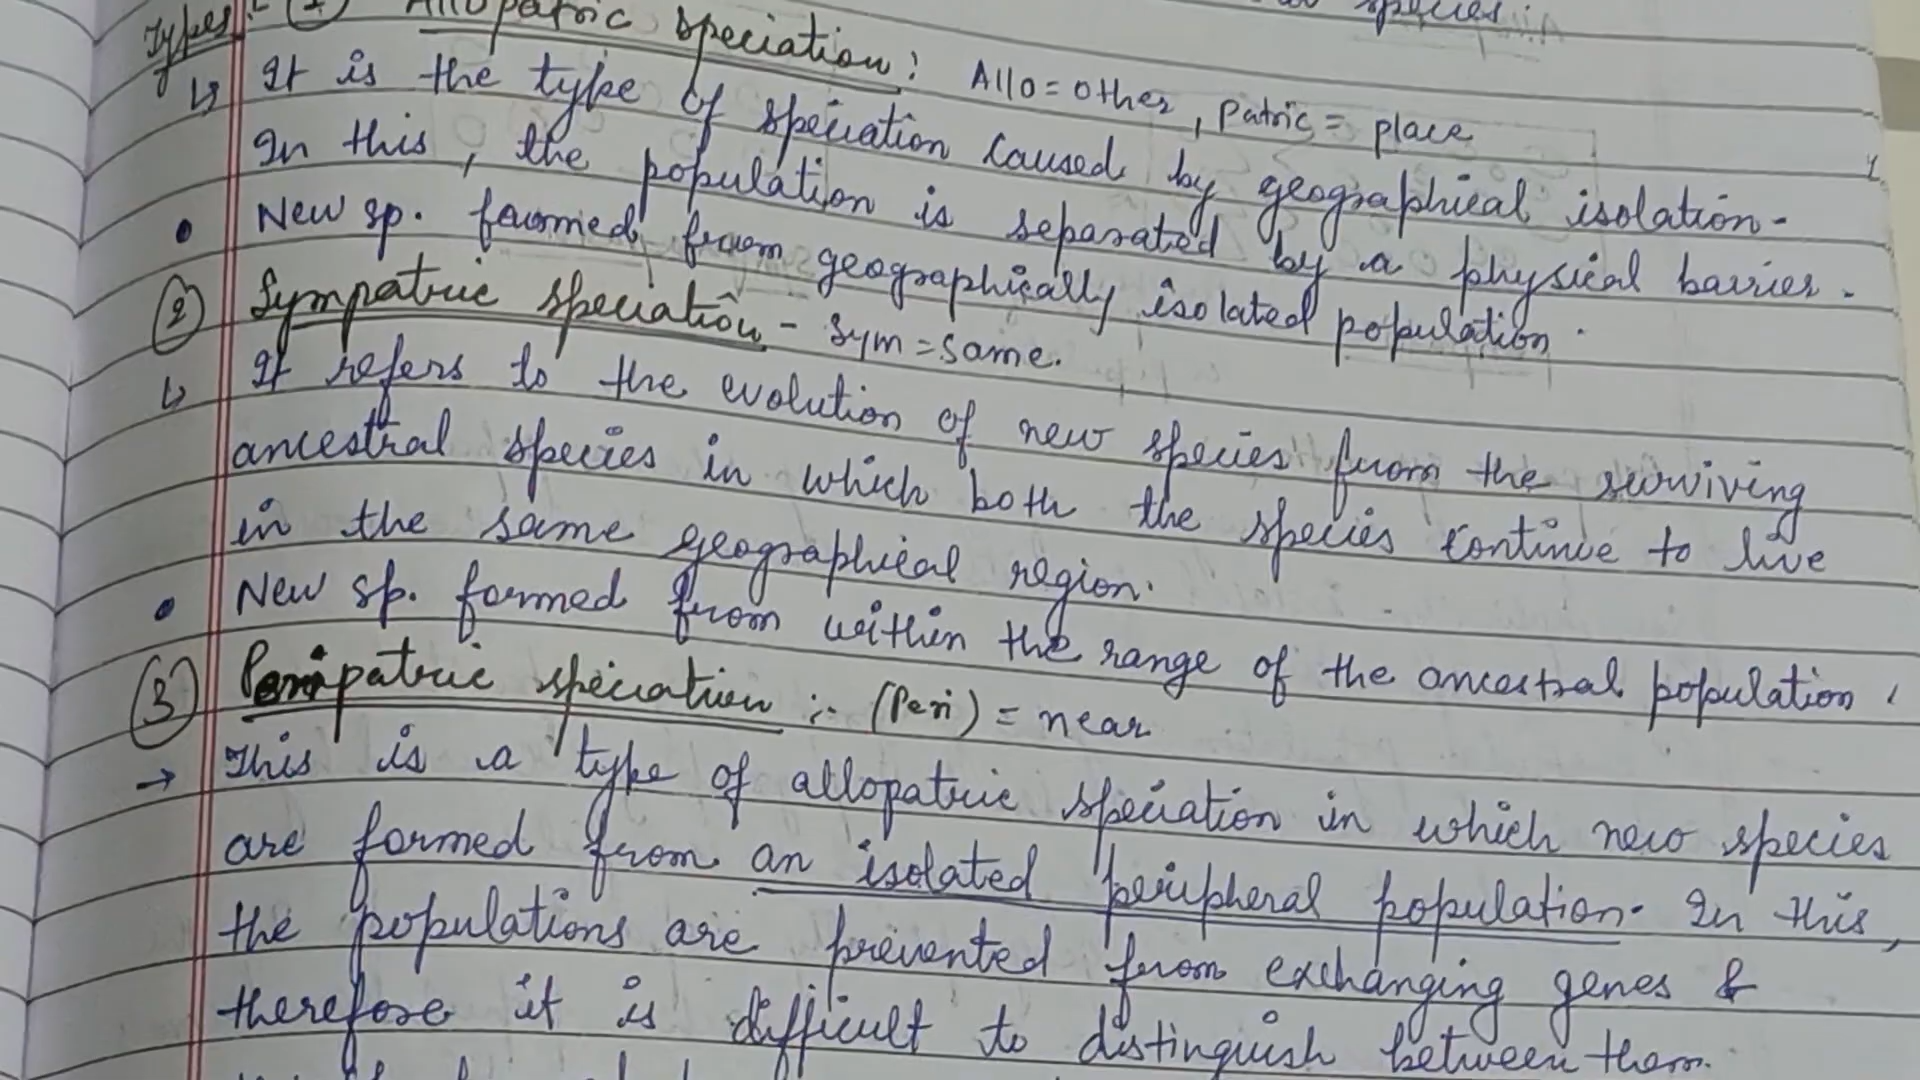 species.
Types:- (1) Allopatric speciation: Allo = other, Patric = place
↳ It is the type of speciation caused by geographical isolation.
In this, the population is separated by a physical barrier.
• New sp. formed from geographically isolated population.
(2) Sympatric speciation - Sym = same.
↳ It refers to the evolution of new species from the surviving
ancestral species in which both the species continue to live
in the same geographical region.
• New sp. formed from within the range of the ancestral population.
(3) Peripatric speciation :- (Peri) = near
→ This is a type of allopatric speciation in which new species
are formed from an isolated peripheral population. In this,
the populations are prevented from exchanging genes &
therefore it is difficult to distinguish between them.